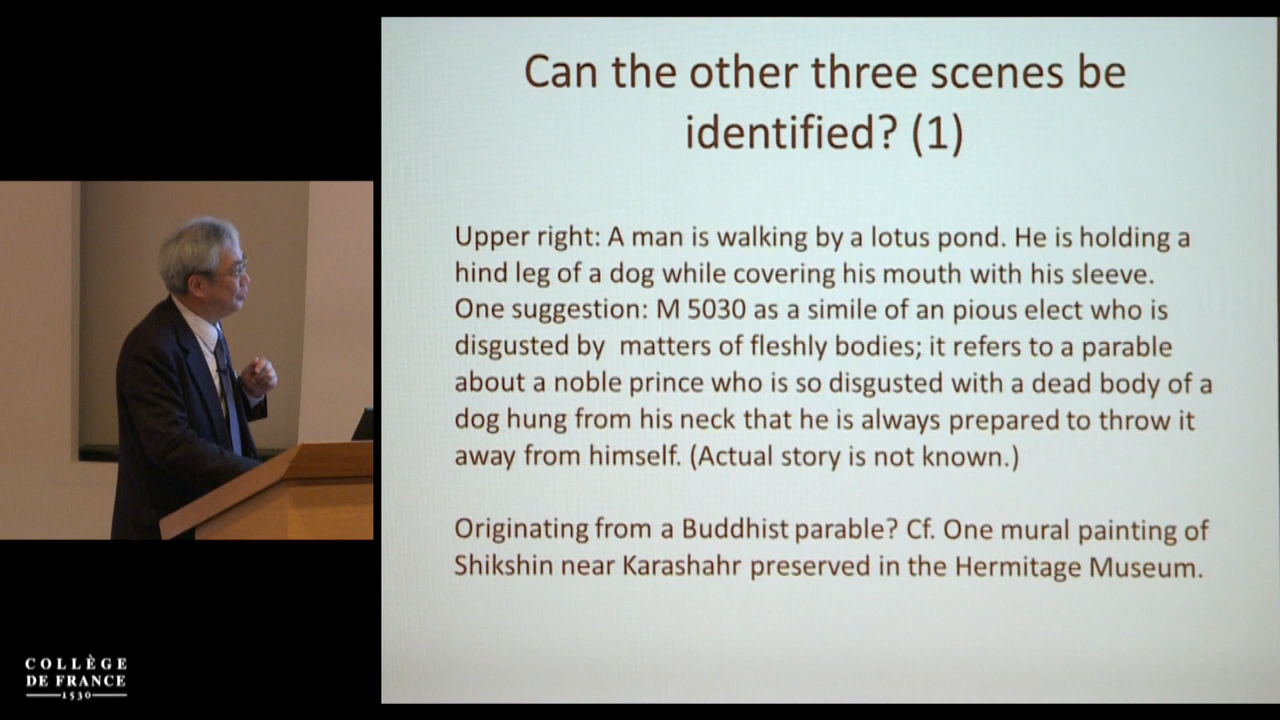 Can the other three scenes be
identified? (1)
Upper right: A man is walking by a lotus pond. He is holding a
hind leg of a dog while covering his mouth with his sleeve.
One suggestion: M 5030 as a simile of an pious elect who is
disgusted by matters of fleshly bodies; it refers to a parable
about a noble prince who is so disgusted with a dead body of a
dog hung from his neck that he is always prepared to throw it
away from himself. (Actual story is not known.)
Originating from a Buddhist parable? Cf. One mural painting of
Shikshin near Karashahr preserved in the Hermitage Museum.
COLLÈGE
DE FRANCE
1530